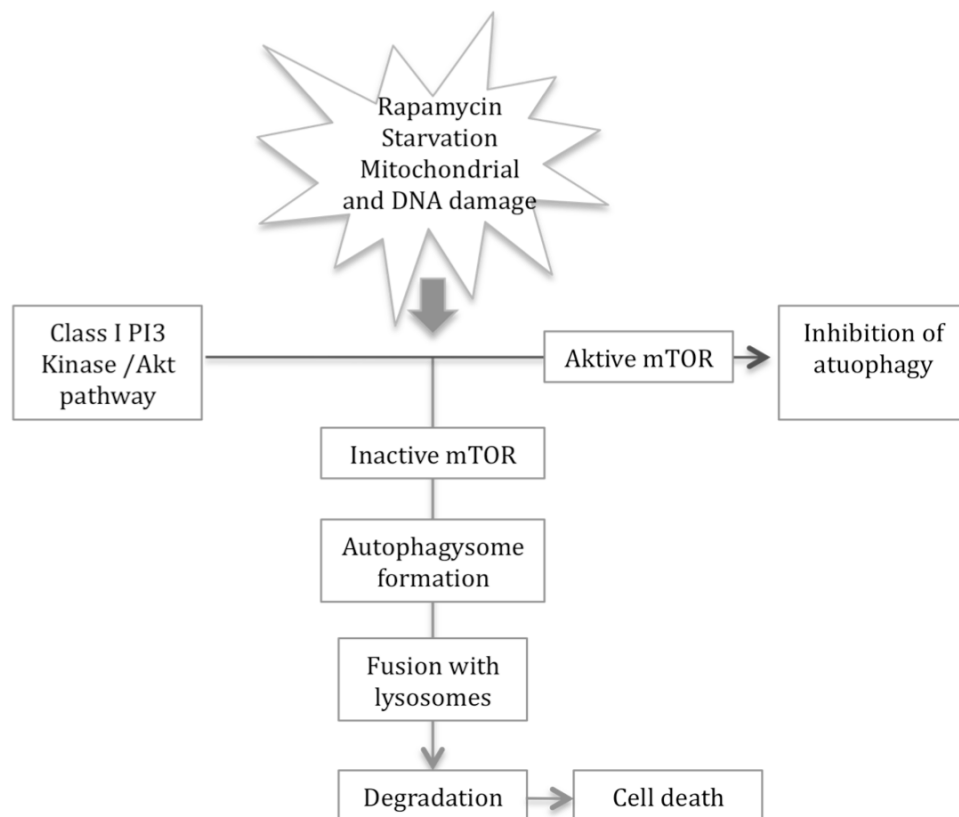 Rapamycin
Starvation
Mitochondrial
and DNA damage
Class I PI3
Kinase /Akt
pathway
Aktive mTOR
Inhibition of
atuophagy
Inactive mTOR
Autophagysome
formation
Fusion with
lysosomes
Degradation
Cell death